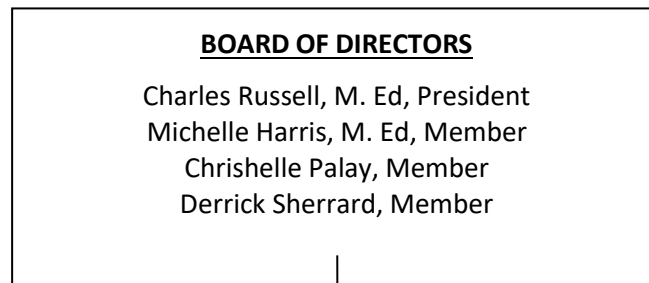 BOARD OF DIRECTORS
Charles Russell, M. Ed, President
Michelle Harris, M. Ed, Member
Chrishelle Palay, Member
Derrick Sherrard, Member